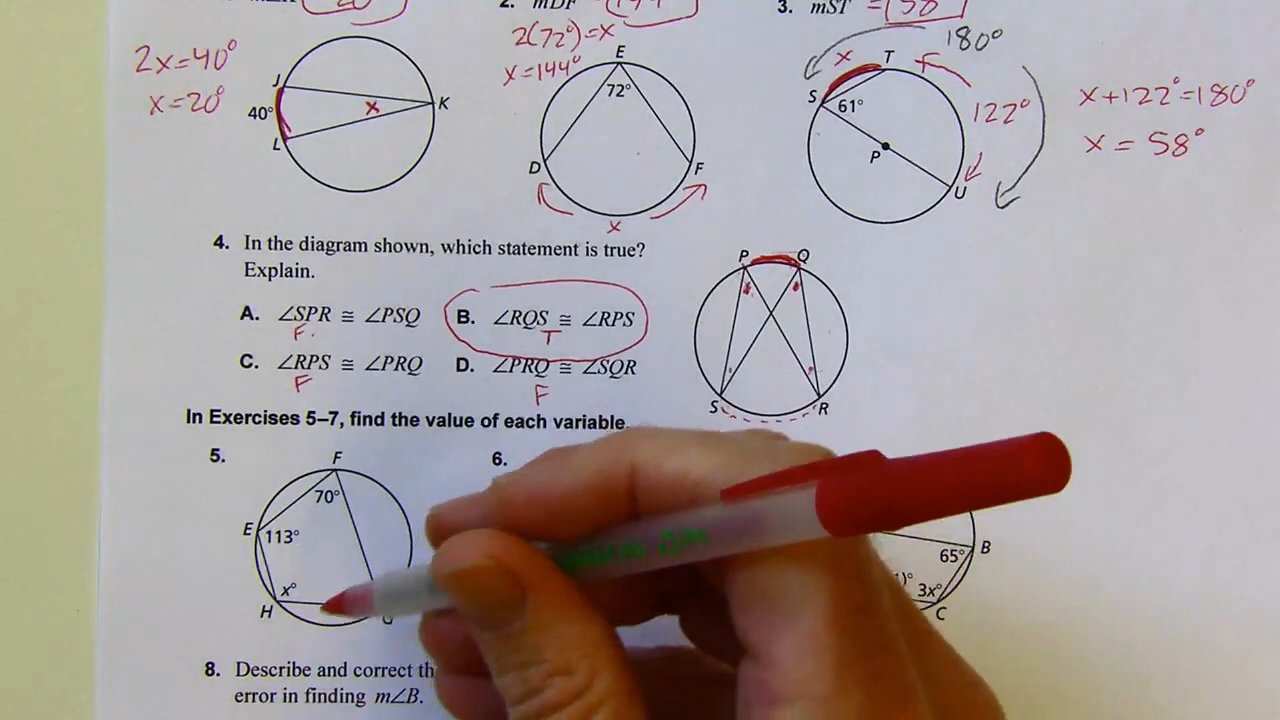 2. mDF = 144°
3. mST = 58°
2x=40°
x=20°
J
40°
L
x
K
2(72°)=x
x=144°
E
72°
D
F
x
180°
x
T
S
61°
P
U
122°
x+122°=180°
x = 58°
4. In the diagram shown, which statement is true?
Explain.
A. ∠SPR ≅ ∠PSQ
F
B. ∠RQS ≅ ∠RPS
T
C. ∠RPS ≅ ∠PRQ
F
D. ∠PRQ ≅ ∠SQR
F
P
Q
S
R
In Exercises 5–7, find the value of each variable.
5.
F
70°
E
113°
x°
H
6.
65°
B
)°
3x°
C
8. Describe and correct th
error in finding m∠B.